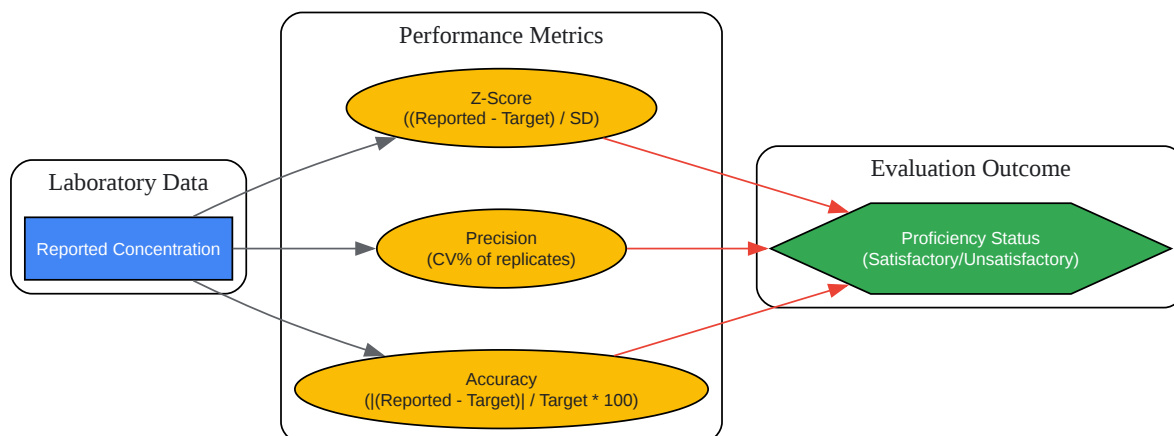 Performance Metrics
Z-Score
((Reported - Target) / SD)
Laboratory Data
Reported Concentration
Precision
(CV% of replicates)
Accuracy
(|(Reported - Target)| / Target * 100)
Evaluation Outcome
Proficiency Status
(Satisfactory/Unsatisfactory)